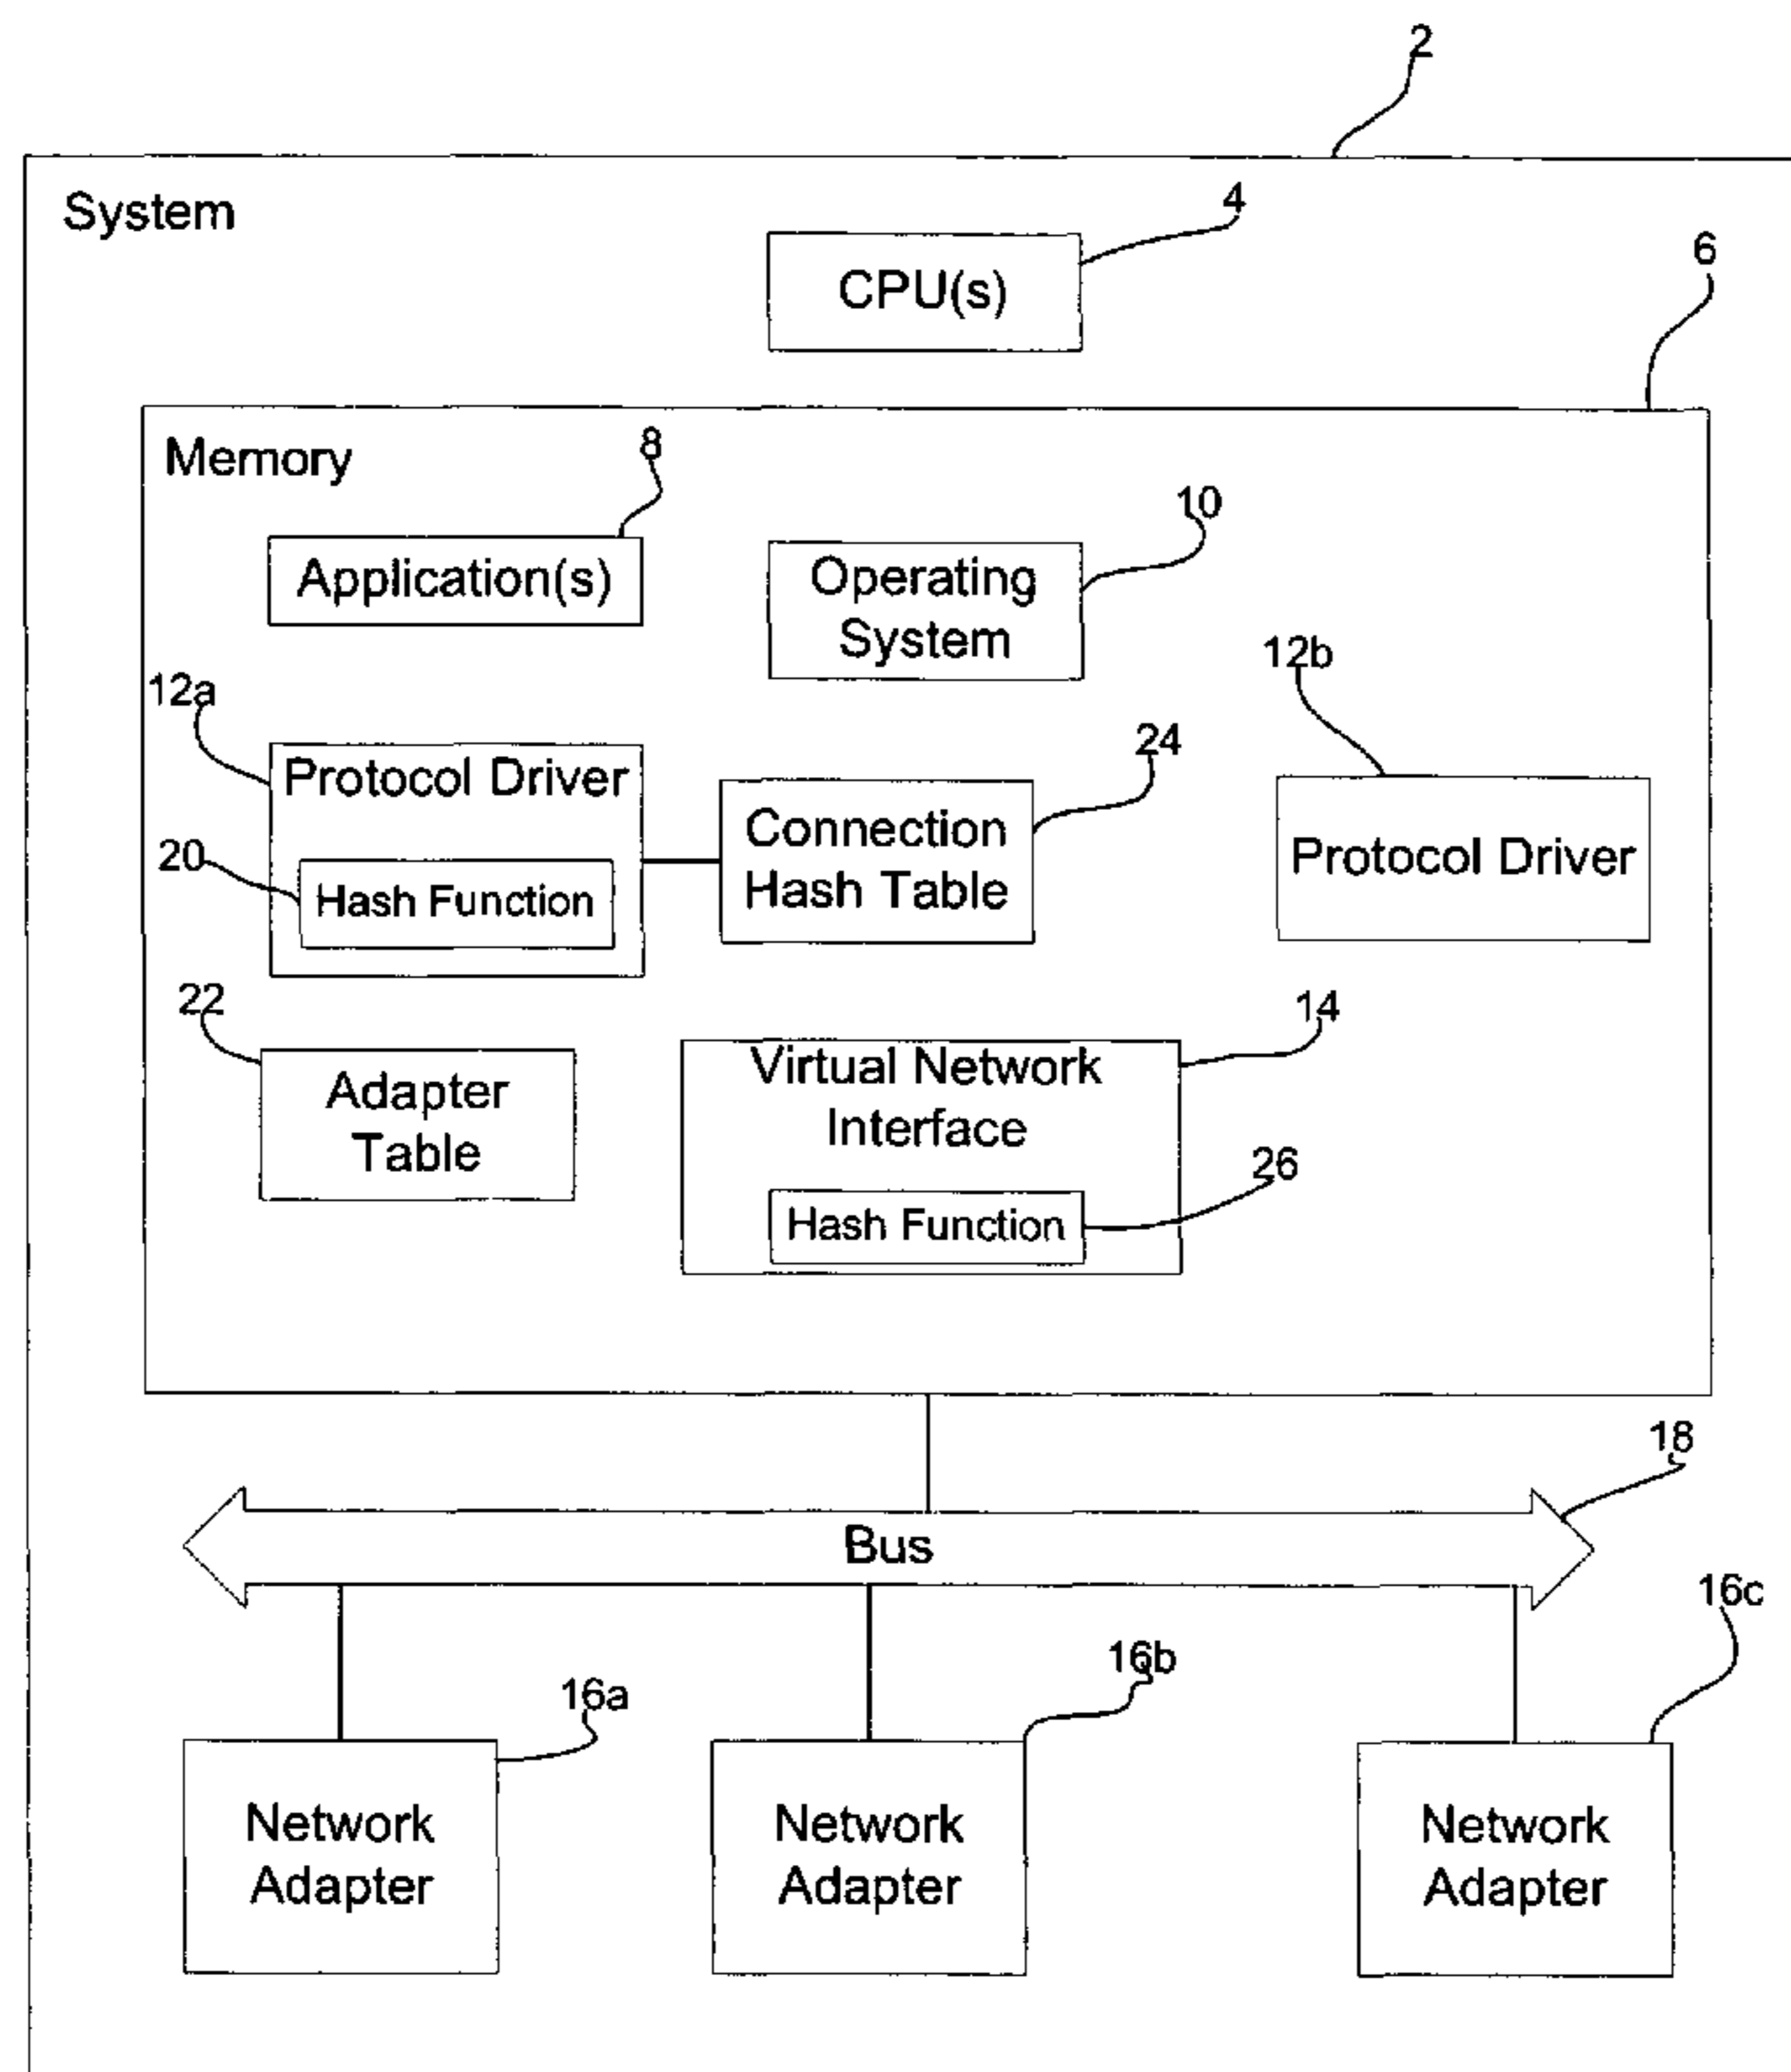 2
System
4
CPU(s)
6
Memory
8
Application(s)
10
Operating
System
12a
12b
Protocol Driver
20
Hash Function
24
Connection
Hash Table
Protocol Driver
22
Adapter
Table
14
Virtual Network
Interface
26
Hash Function
18
Bus
16a
16b
16c
Network
Adapter
Network
Adapter
Network
Adapter